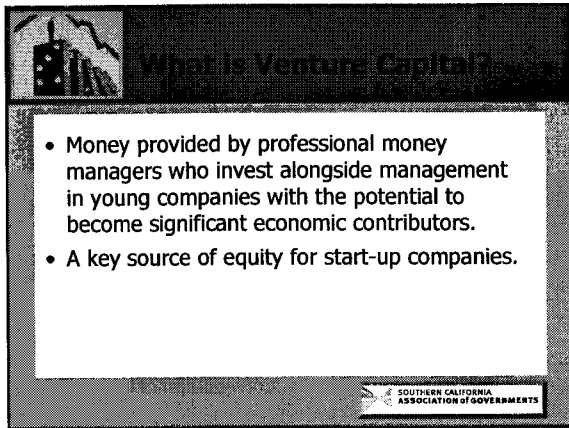 What is Venture Capital?
• Money provided by professional money
managers who invest alongside management
in young companies with the potential to
become significant economic contributors.
• A key source of equity for start-up companies.
SOUTHERN CALIFORNIA
ASSOCIATION of GOVERNMENTS